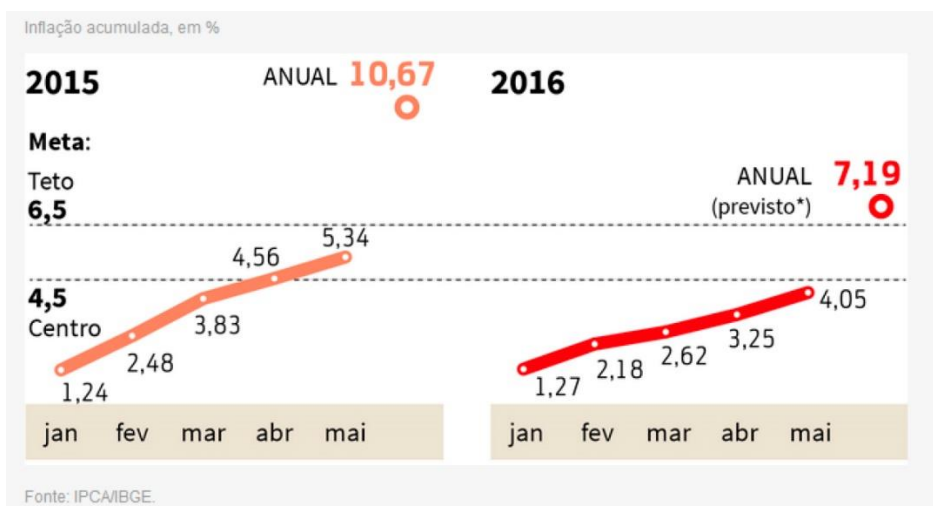 Inflação acumulada, em %
2015
ANUAL 10,67
Meta:
Teto
6,5
4,5
Centro
1,24
2,48
3,83
4,56
5,34
jan fev mar abr mai
2016
ANUAL 7,19
(previsto*)
1,27
2,18
2,62
3,25
4,05
jan fev mar abr mai
Fonte: IPCA/IBGE.